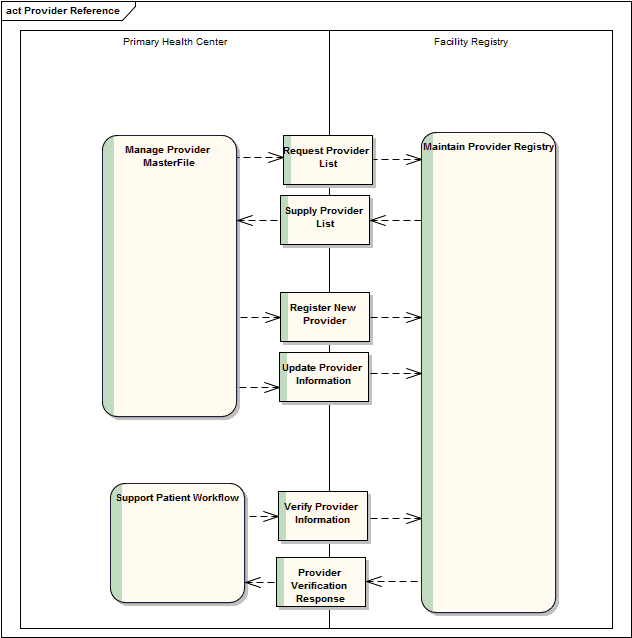 act Provider Reference
Primary Health Center
Facility Registry
Manage Provider
MasterFile
Request Provider
List
Maintain Provider Registry
Supply Provider
List
Register New
Provider
Update Provider
Information
Support Patient Workflow
Verify Provider
Information
Provider
Verification
Response